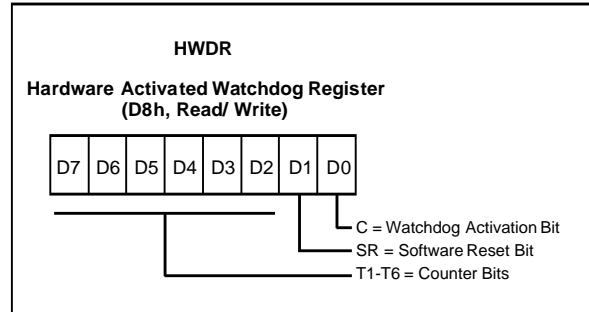 HWDR
Hardware Activated Watchdog Register
(D8h, Read/ Write)
D7 D6 D5 D4 D3 D2 D1 D0
C = Watchdog Activation Bit
SR = Software Reset Bit
T1-T6 = Counter Bits